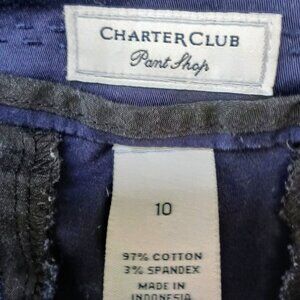 CHARTER CLUB
Pant Shop
10
97% COTTON
3% SPANDEX
MADE IN
INDONESIA